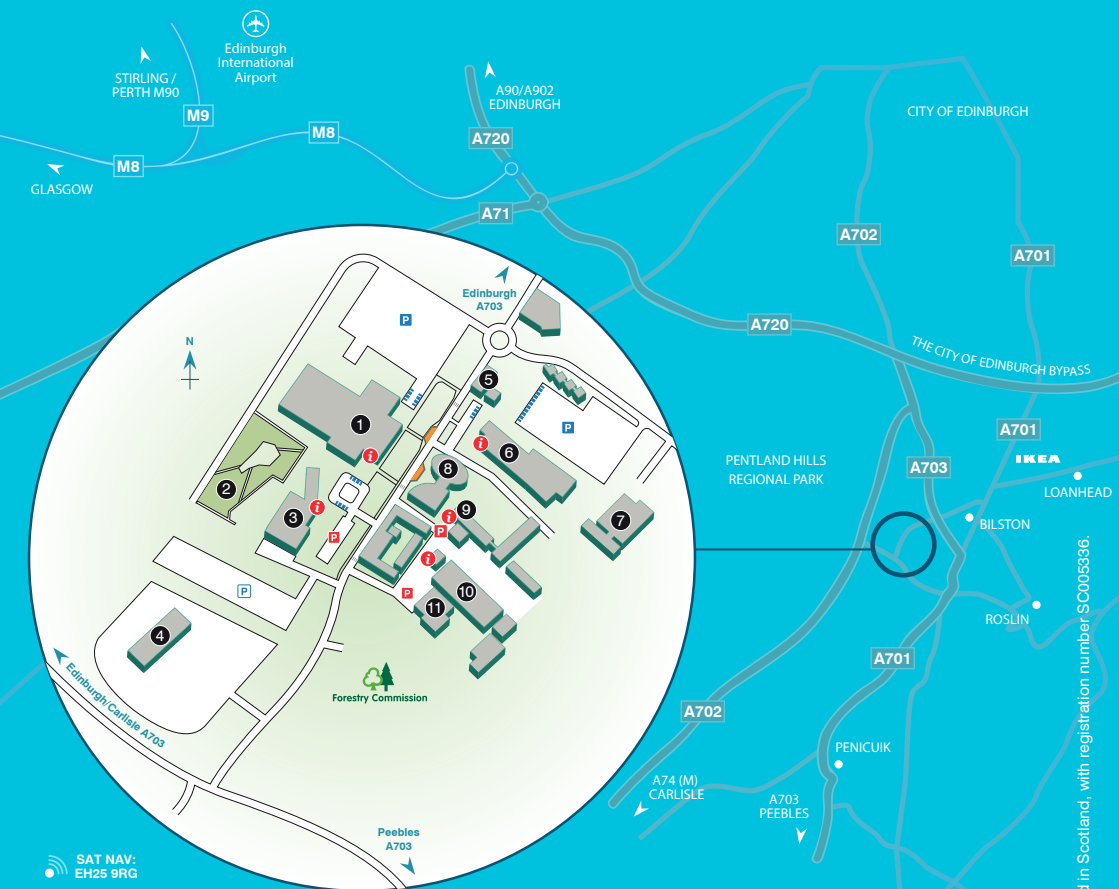 Edinburgh
International
Airport
STIRLING /
PERTH M90
A90/A902
EDINBURGH
CITY OF EDINBURGH
M9
M8
A720
M8
GLASGOW
A71
A702
A701
Edinburgh
A703
P
A720
THE CITY OF EDINBURGH BYPASS
N
5
1
P
A701
i
i
6
8
PENTLAND HILLS
REGIONAL PARK
A703
IKEA
LOANHEAD
2
i
3
i
9
7
BILSTON
P
P
i
P
P
10
11
ROSLIN
4
A701
Forestry Commission
Edinburgh/Carlisle A703
A702
PENICUIK
A74 (M)
CARLISLE
A703
PEEBLES
Peebles
A703
SAT NAV:
EH25 9RG
d in Scotland, with registration number SC005336.